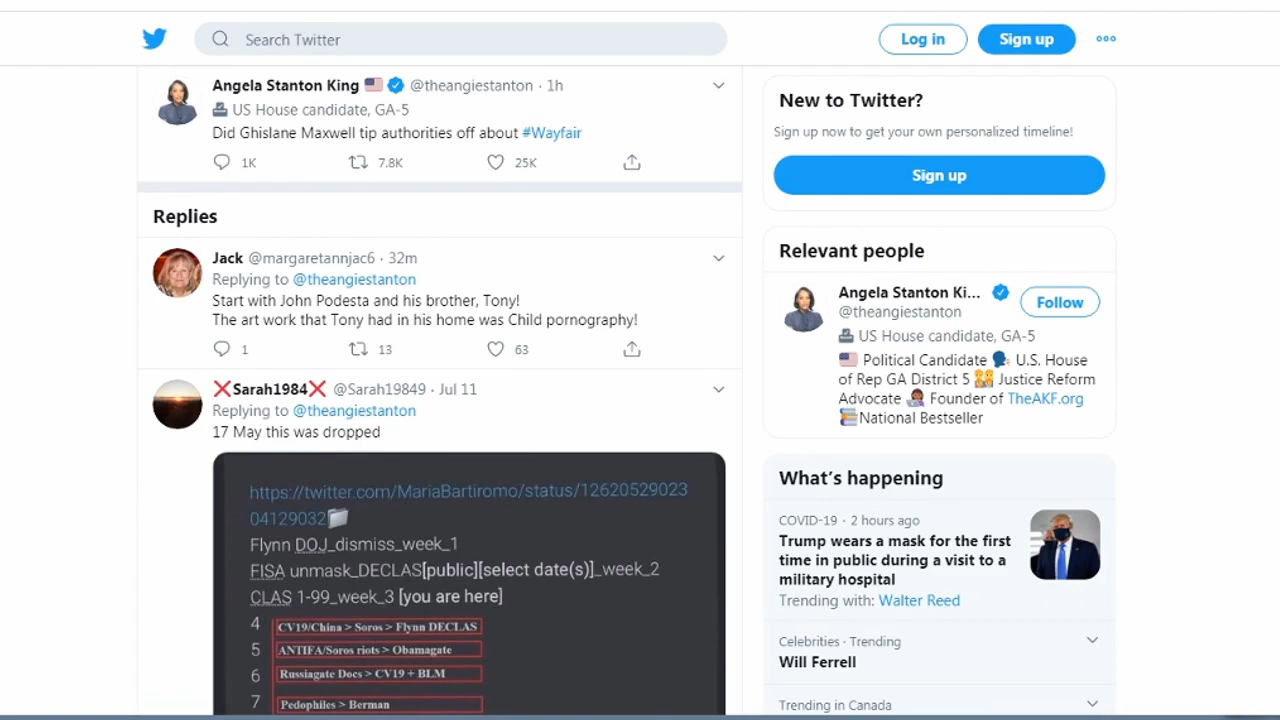 Search Twitter
Log in
Sign up
Angela Stanton King @theangiestanton · 1h
US House candidate, GA-5
Did Ghislane Maxwell tip authorities off about #Wayfair
1K 7.8K 25K
Replies
Jack @margaretannjac6 · 32m
Replying to @theangiestanton
Start with John Podesta and his brother, Tony!
The art work that Tony had in his home was Child pornography!
1 13 63
❌Sarah1984❌ @Sarah19849 · Jul 11
Replying to @theangiestanton
17 May this was dropped
https://twitter.com/MariaBartiromo/status/12620529023
04129032
Flynn DOJ_dismiss_week_1
FISA unmask_DECLAS[public][select date(s)]_week_2
CLAS 1-99_week_3 [you are here]
4 CV19/China > Soros > Flynn DECLAS
5 ANTIFA/Soros riots > Obamagate
6 Russiagate Docs > CV19 + BLM
7 Pedophiles > Berman
New to Twitter?
Sign up now to get your own personalized timeline!
Sign up
Relevant people
Angela Stanton Ki...
@theangiestanton
Follow
US House candidate, GA-5
Political Candidate U.S. House
of Rep GA District 5 Justice Reform
Advocate Founder of TheAKF.org
National Bestseller
What's happening
COVID-19 · 2 hours ago
Trump wears a mask for the first
time in public during a visit to a
military hospital
Trending with: Walter Reed
Celebrities · Trending
Will Ferrell
Trending in Canada